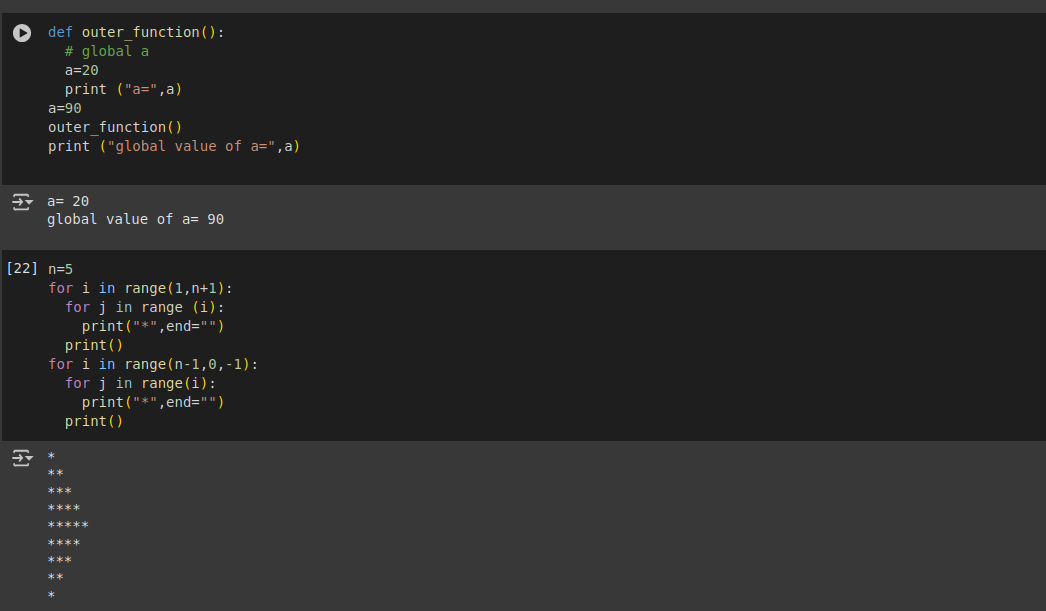 def outer_function():
  # global a
  a=20
  print ("a=",a)
a=90
outer_function()
print ("global value of a=",a)
a= 20
global value of a= 90
[22] n=5
for i in range(1,n+1):
  for j in range (i):
    print("*",end="")
  print()
for i in range(n-1,0,-1):
  for j in range(i):
    print("*",end="")
  print()
*
**
***
****
*****
****
***
**
*